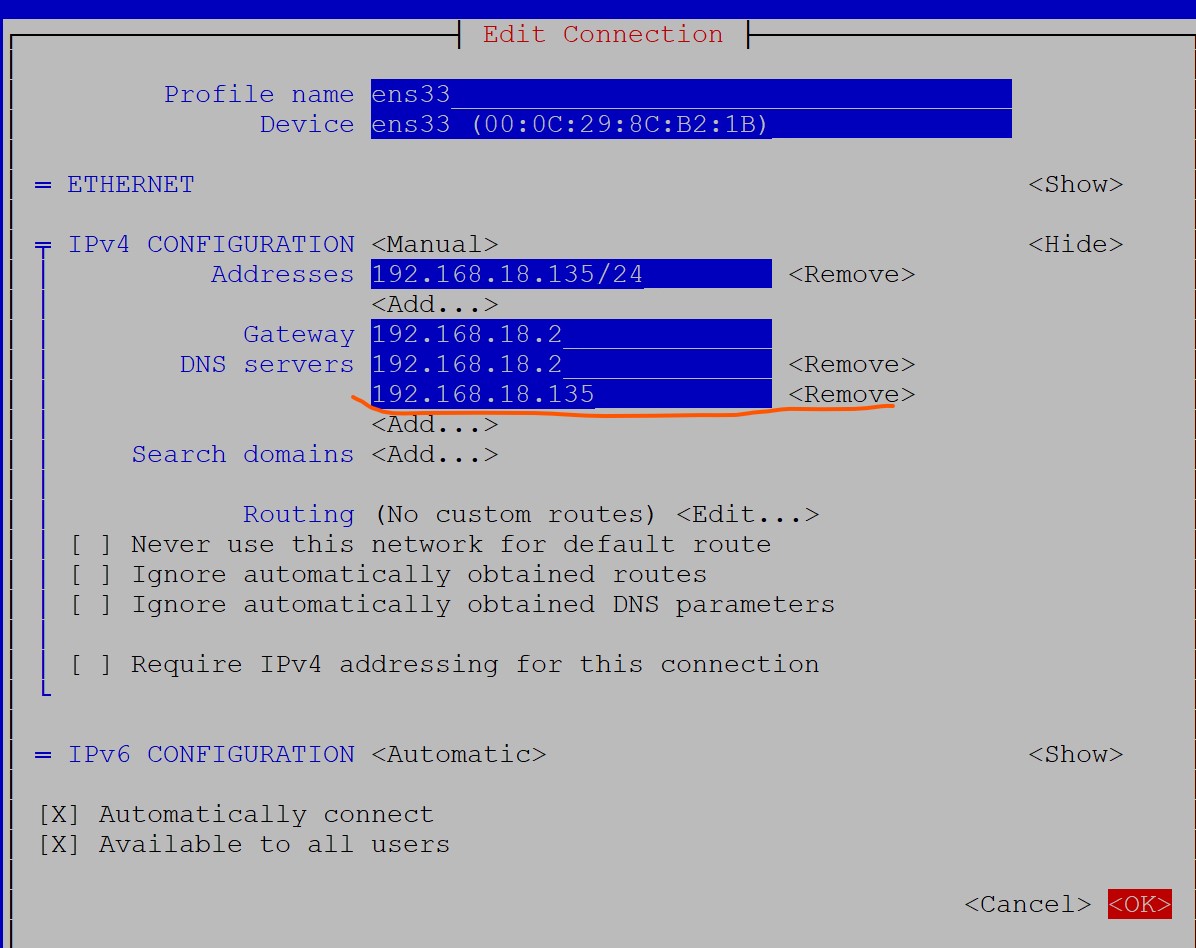 Edit Connection
Profile name ens33
Device ens33 (00:0C:29:8C:B2:1B)
= ETHERNET <Show>
IPv4 CONFIGURATION <Manual> <Hide>
Addresses 192.168.18.135/24 <Remove>
<Add...>
Gateway 192.168.18.2
DNS servers 192.168.18.2 <Remove>
192.168.18.135 <Remove>
<Add...>
Search domains <Add...>
Routing (No custom routes) <Edit...>
[ ] Never use this network for default route
[ ] Ignore automatically obtained routes
[ ] Ignore automatically obtained DNS parameters
[ ] Require IPv4 addressing for this connection
= IPv6 CONFIGURATION <Automatic> <Show>
[X] Automatically connect
[X] Available to all users
<Cancel> <OK>